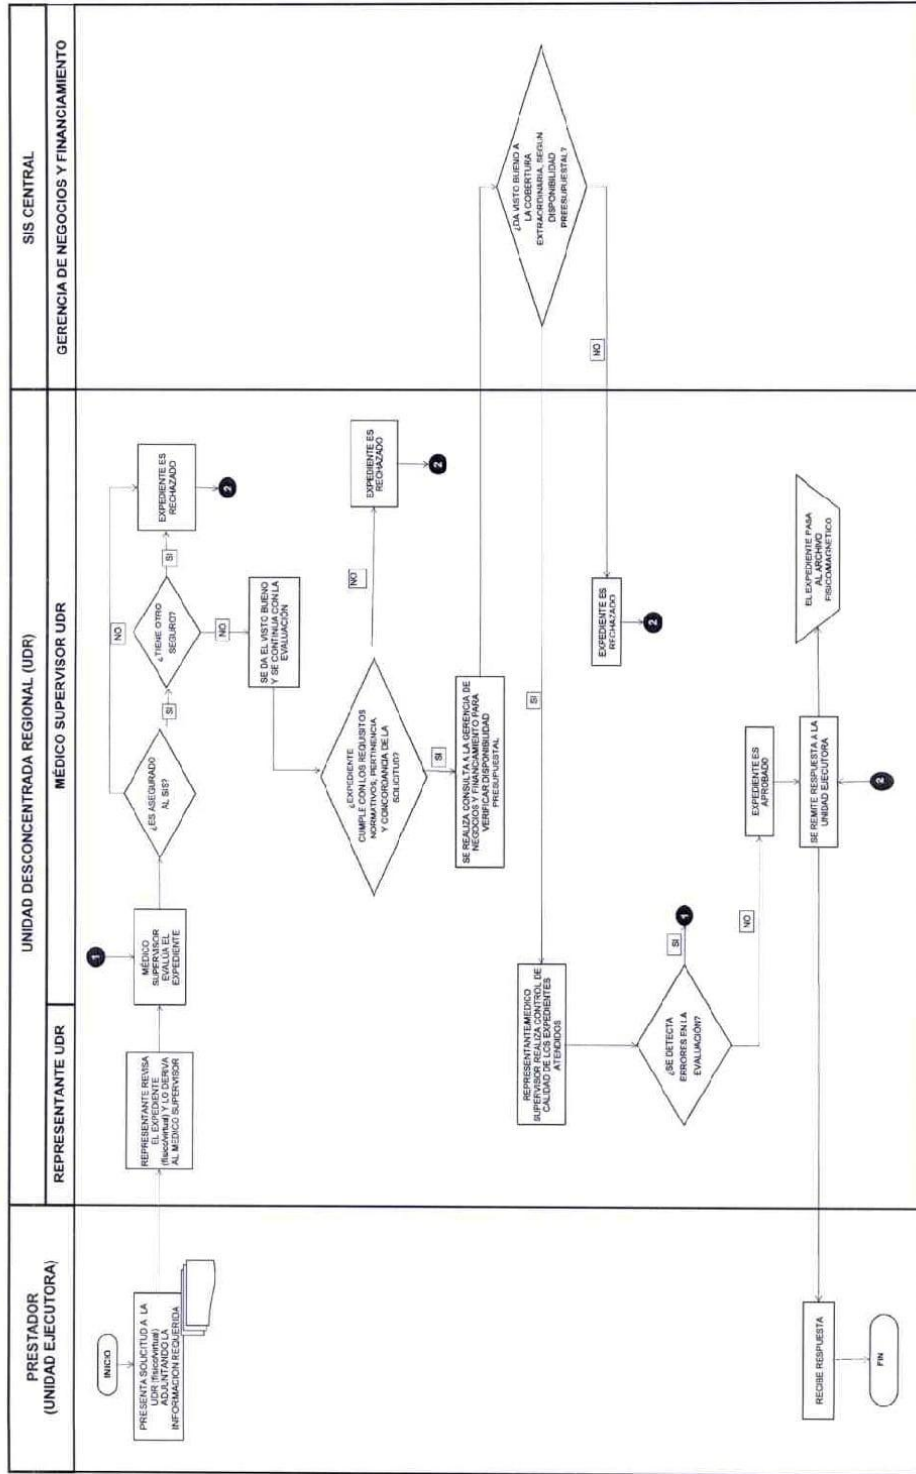 PRESTADOR
(UNIDAD EJECUTORA)
UNIDAD DESCONCENTRADA REGIONAL (UDR)
SIS CENTRAL
REPRESENTANTE UDR
MÉDICO SUPERVISOR UDR
GERENCIA DE NEGOCIOS Y FINANCIAMIENTO
INICIO
PRESENTA SOLICITUD A LA
UDR (físico/virtual)
ADJUNTANDO LA
INFORMACION REQUERIDA
REPRESENTANTE REVISA
EL EXPEDIENTE
(físico/virtual) Y LO DERIVA
AL MEDICO SUPERVISOR
1
MÉDICO
SUPERVISOR
EVALÚA EL
EXPEDIENTE
¿ES ASEGURADO
AL SIS?
NO
SI
¿TIENE OTRO
SEGURO?
SI
EXPEDIENTE ES
RECHAZADO
2
NO
SE DA EL VISTO BUENO
Y SE CONTINUA CON LA
EVALUACIÓN
¿EXPEDIENTE
CUMPLE CON LOS REQUISITOS
NORMATIVOS, PERTINENCIA
Y CONCORDANCIA DE LA
SOLICITUD?
NO
EXPEDIENTE ES
RECHAZADO
2
SI
SE REALIZA CONSULTA A LA GERENCIA DE
NEGOCIOS Y FINANCIAMIENTO PARA
VERIFICAR DISPONIBILIDAD
PRESUPUESTAL
¿DA VISTO BUENO A
LA COBERTURA
EXTRAORDINARIA, SEGUN
DISPONIBILIDAD
PREESUPUESTAL?
SI
NO
EXPEDIENTE ES
RECHAZADO
2
REPRESENTANTE/MEDICO
SUPERVISOR REALIZA CONTROL DE
CALIDAD DE LOS EXPEDIENTES
ATENDIDOS
¿SE DETECTA
ERRORES EN LA
EVALUACIÓN?
SI
1
NO
EXPEDIENTE ES
APROBADO
SE REMITE RESPUESTA A LA
UNIDAD EJECUTORA
2
EL EXPEDIENTE PASA
AL ARCHIVO
FISICO/MAGNETICO
RECIBE RESPUESTA
FIN